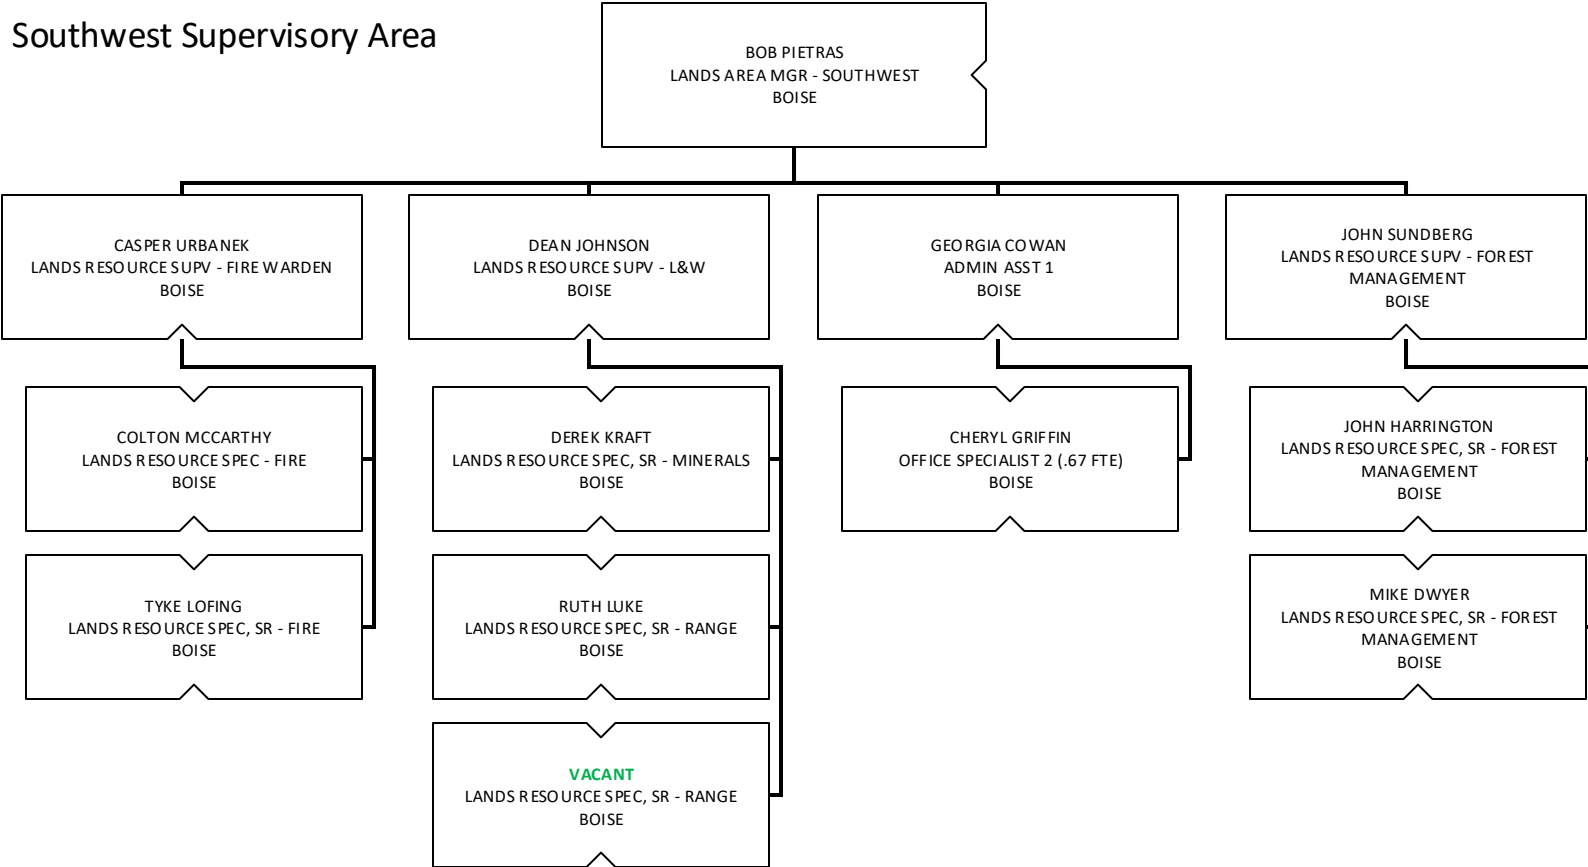 Southwest Supervisory Area
BOB PIETRAS
LANDS AREA MGR - SOUTHWEST
BOISE
CASPER URBANEK
LANDS RESOURCE SUPV - FIRE WARDEN
BOISE
DEAN JOHNSON
LANDS RESOURCE SUPV - L&W
BOISE
GEORGIA COWAN
ADMIN ASST 1
BOISE
JOHN SUNDBERG
LANDS RESOURCE SUPV - FOREST
MANAGEMENT
BOISE
COLTON MCCARTHY
LANDS RESOURCE SPEC - FIRE
BOISE
DEREK KRAFT
LANDS RESOURCE SPEC, SR - MINERALS
BOISE
CHERYL GRIFFIN
OFFICE SPECIALIST 2 (.67 FTE)
BOISE
JOHN HARRINGTON
LANDS RESOURCE SPEC, SR - FOREST
MANAGEMENT
BOISE
TYKE LOFING
LANDS RESOURCE SPEC, SR - FIRE
BOISE
RUTH LUKE
LANDS RESOURCE SPEC, SR - RANGE
BOISE
MIKE DWYER
LANDS RESOURCE SPEC, SR - FOREST
MANAGEMENT
BOISE
VACANT
LANDS RESOURCE SPEC, SR - RANGE
BOISE